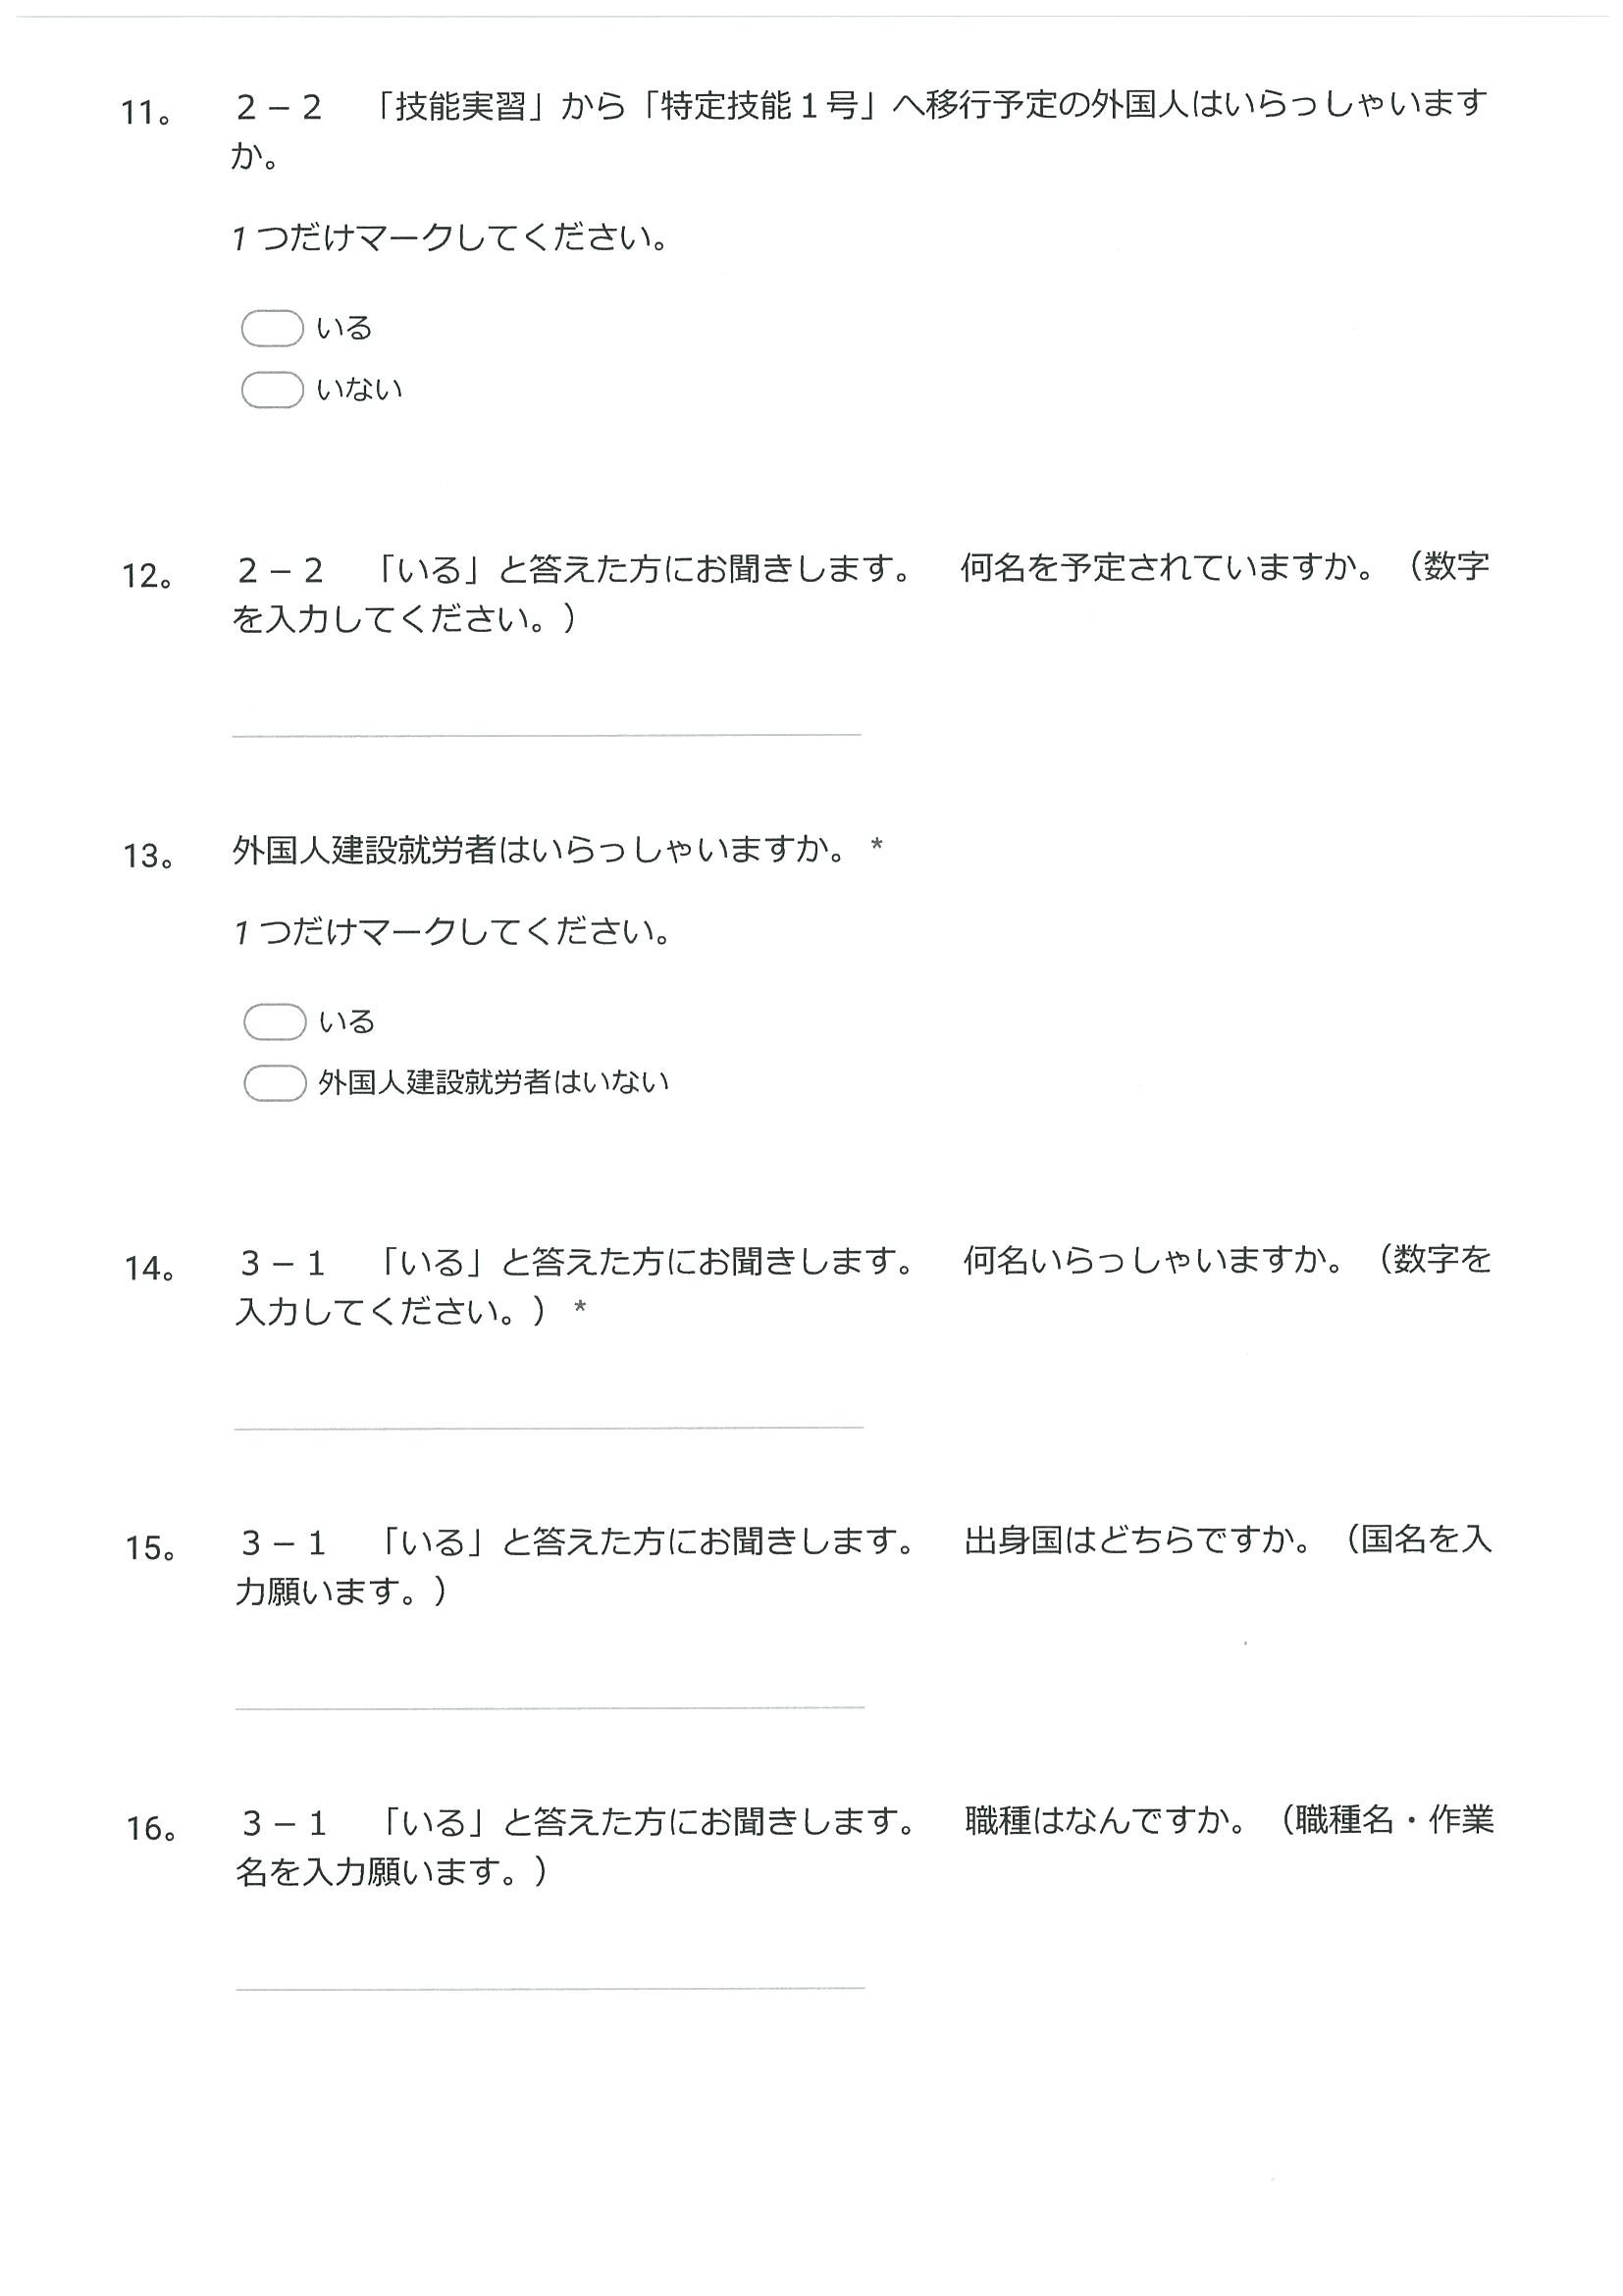 11。 ２－２　「技能実習」から「特定技能１号」へ移行予定の外国人はいらっしゃいます
か。
1 つだけマークしてください。
いる
いない
12。 ２－２　「いる」と答えた方にお聞きします。　何名を予定されていますか。（数字
を入力してください。）
13。 外国人建設就労者はいらっしゃいますか。 *
1 つだけマークしてください。
いる
外国人建設就労者はいない
14。 ３－１　「いる」と答えた方にお聞きします。　何名いらっしゃいますか。（数字を
入力してください。） *
15。 ３－１　「いる」と答えた方にお聞きします。　出身国はどちらですか。（国名を入
力願います。）
16。 ３－１　「いる」と答えた方にお聞きします。　職種はなんですか。（職種名・作業
名を入力願います。）